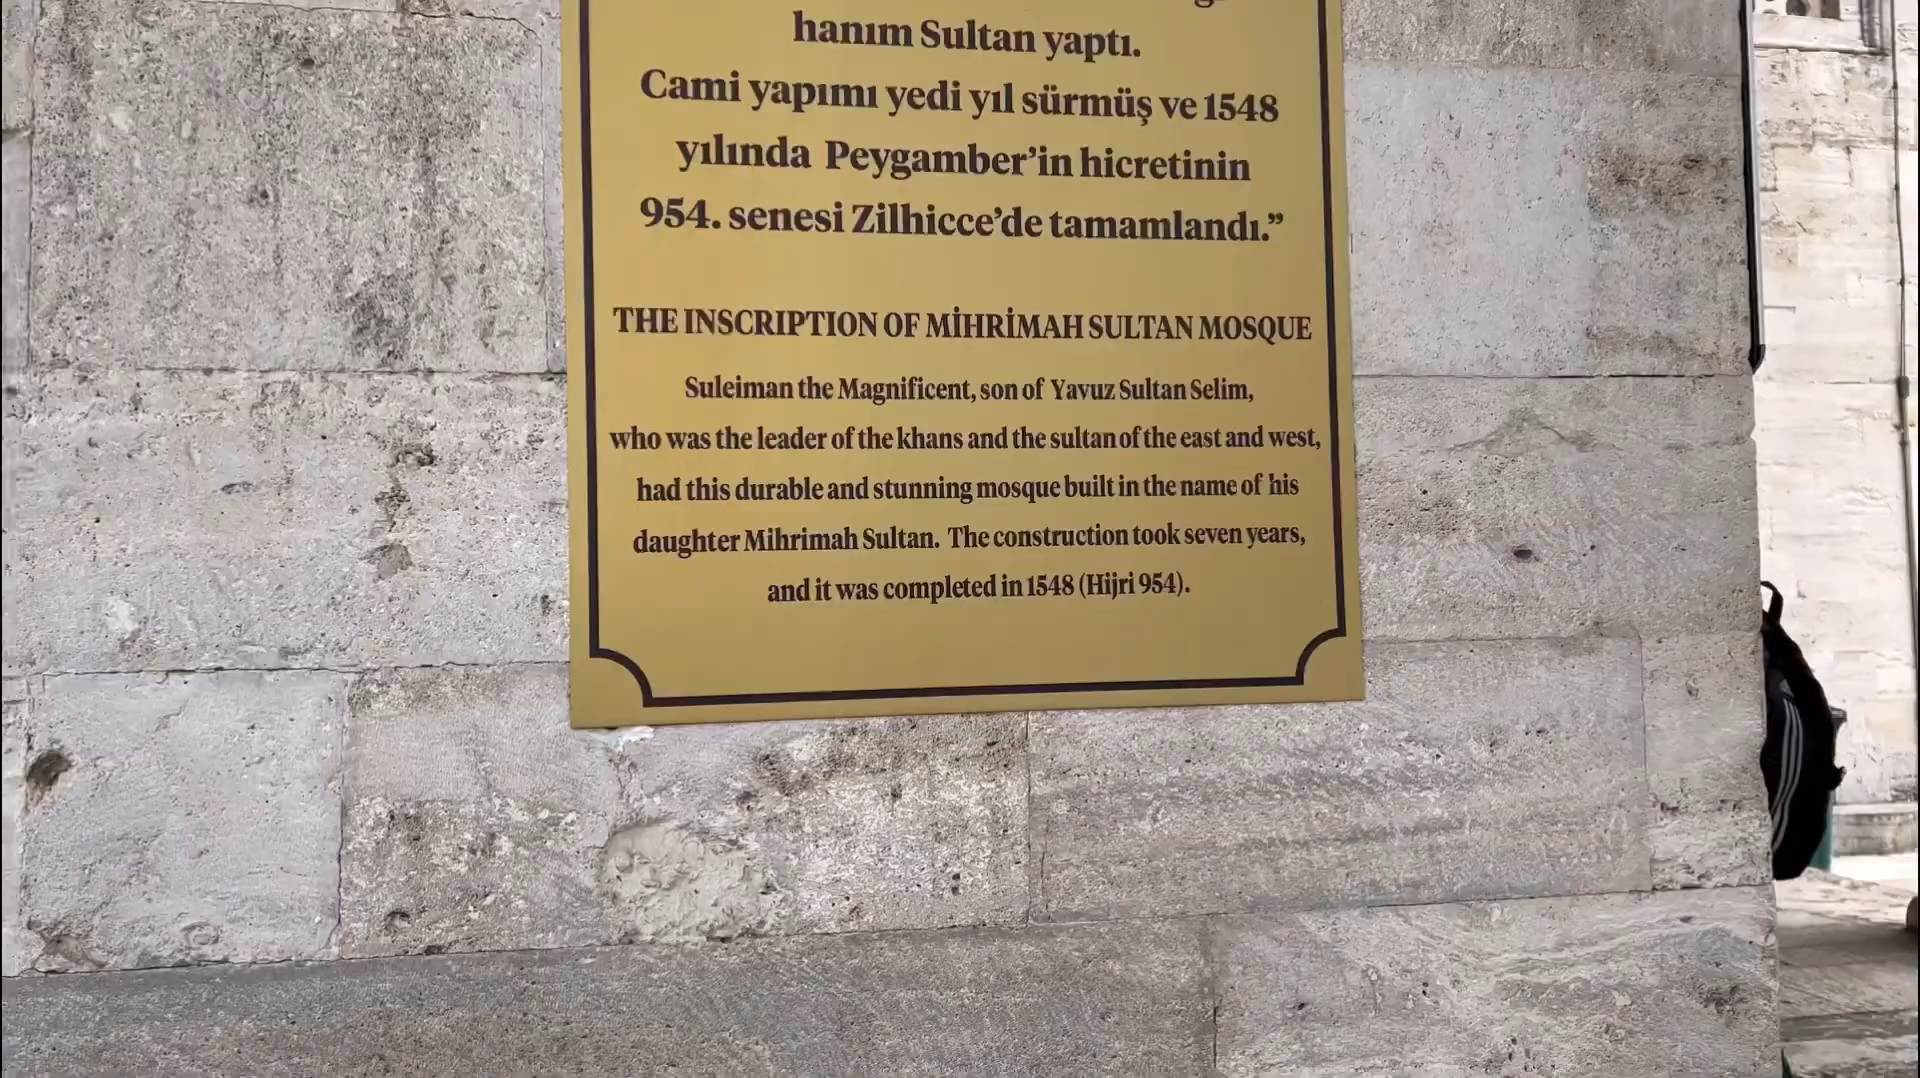 hanım Sultan yaptı.
Cami yapımı yedi yıl sürmüş ve 1548
yılında Peygamber’in hicretinin
954. senesi Zilhicce’de tamamlandı.”
THE INSCRIPTION OF MİHRİMAH SULTAN MOSQUE
Suleiman the Magnificent, son of Yavuz Sultan Selim,
who was the leader of the khans and the sultan of the east and west,
had this durable and stunning mosque built in the name of his
daughter Mihrimah Sultan. The construction took seven years,
and it was completed in 1548 (Hijri 954).